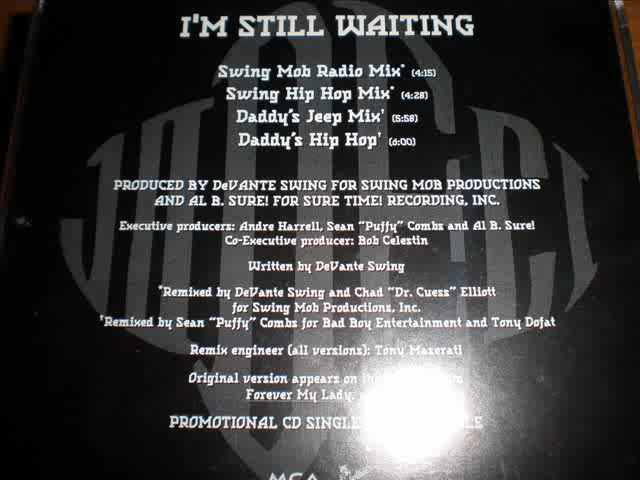 I'M STILL WAITING
Swing Mob Radio Mix* (4:15)
Swing Hip Hop Mix* (4:28)
Daddy's Jeep Mix† (5:58)
Daddy's Hip Hop† (6:00)
JODECI
PRODUCED BY DeVANTE SWING FOR SWING MOB PRODUCTIONS
AND AL B. SURE! FOR SURE TIME! RECORDING, INC.
Executive producers: Andre Harrell, Sean "Puffy" Combs and Al B. Sure!
Co-Executive producer: Bob Celestin
Written by DeVante Swing
*Remixed by DeVante Swing and Chad "Dr. Cuess" Elliott
for Swing Mob Productions, Inc.
†Remixed by Sean "Puffy" Combs for Bad Boy Entertainment and Tony Dofat
Remix engineer (all versions): Tony Maserati
Original version appears on
Forever My Lady.
PROMOTIONAL CD SINGLE
MCA